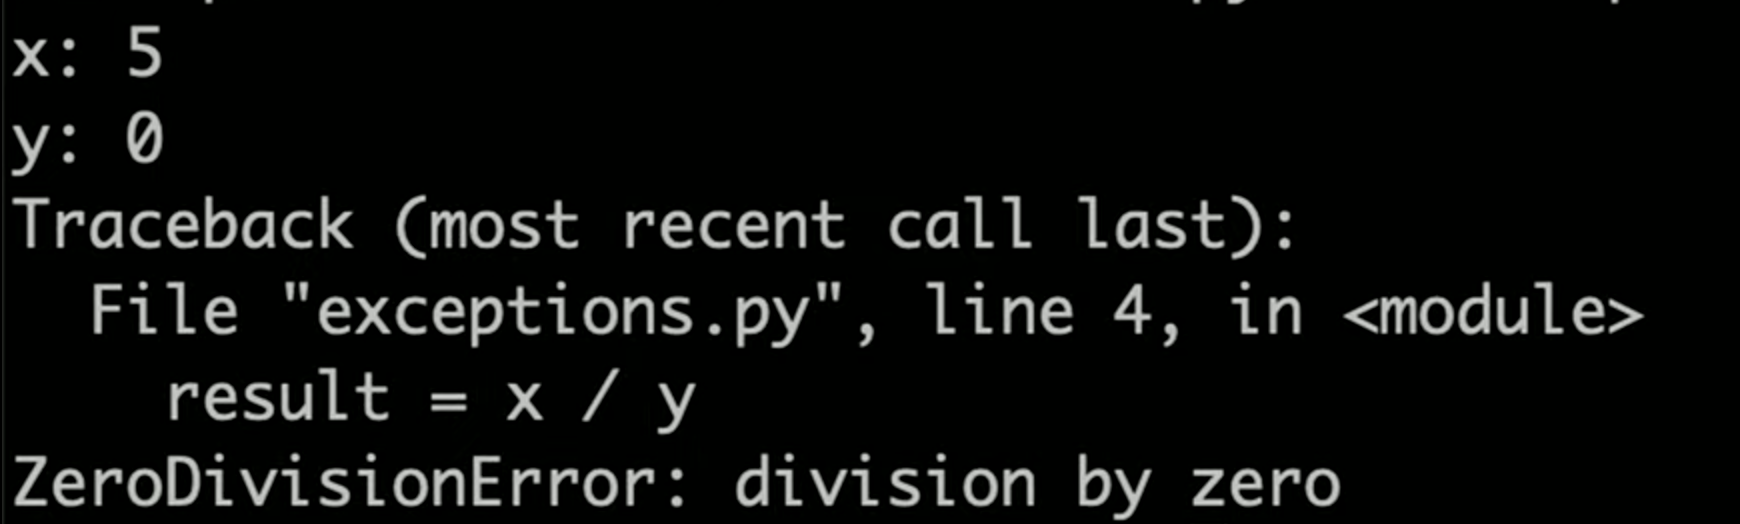 x: 5
y: 0
Traceback (most recent call last):
  File "exceptions.py", line 4, in <module>
    result = x / y
ZeroDivisionError: division by zero